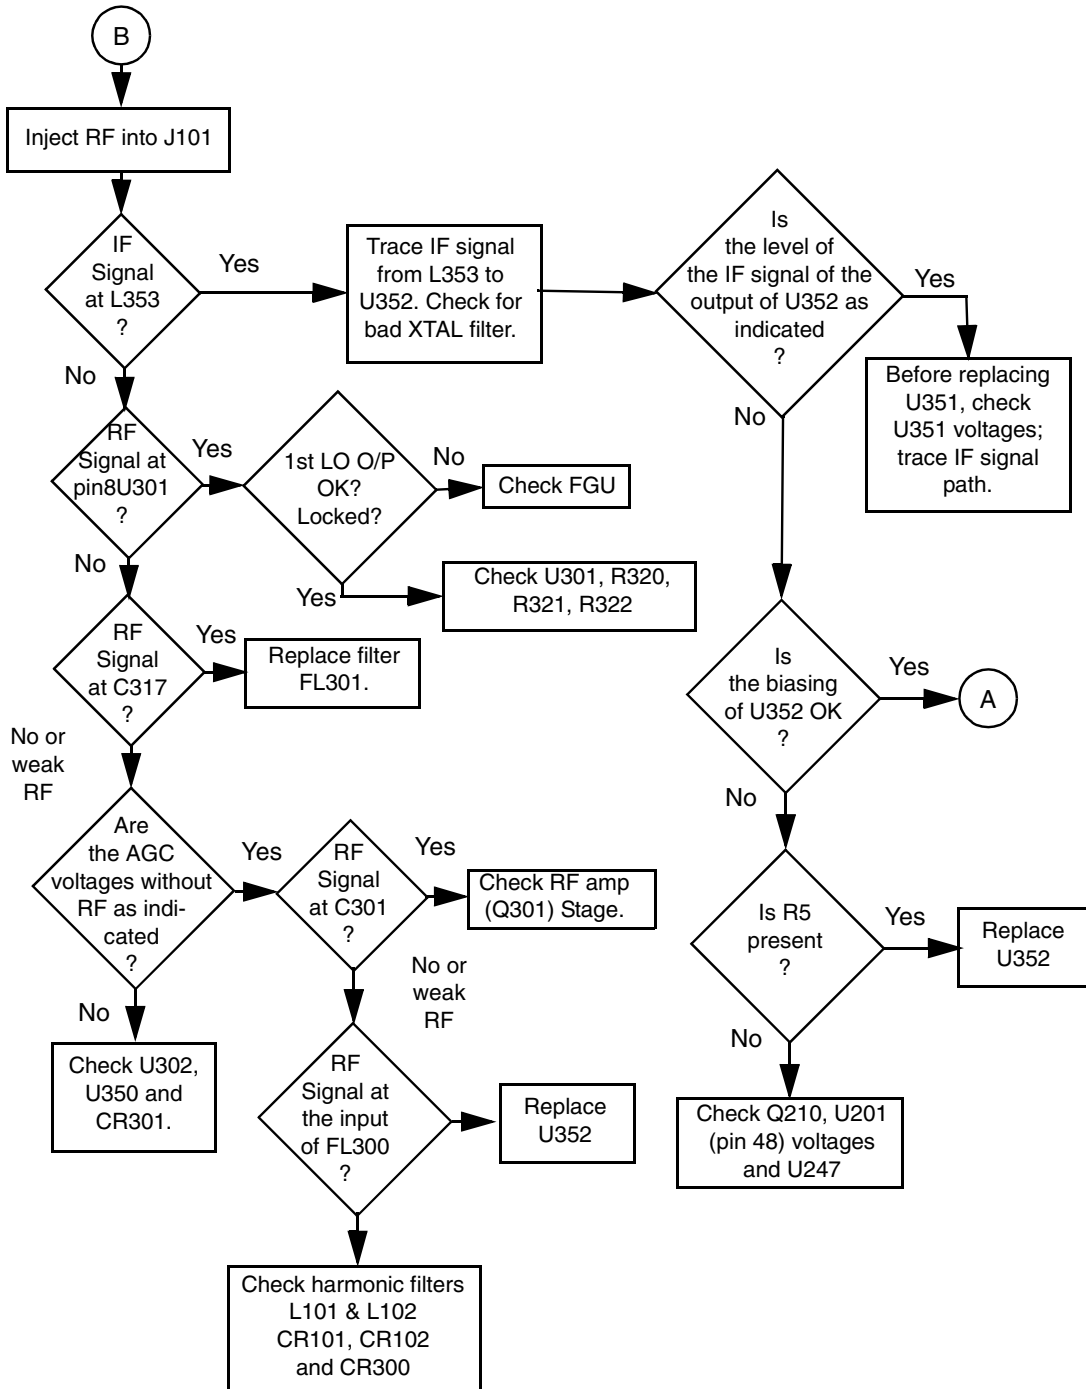 B
Inject RF into J101
IF
Signal
at L353
?
Yes
No
Trace IF signal
from L353 to
U352. Check for
bad XTAL filter.
Is
the level of
the IF signal of the
output of U352 as
indicated
?
Yes
No
Before replacing
U351, check
U351 voltages;
trace IF signal
path.
RF
Signal at
pin8U301
?
Yes
No
1st LO O/P
OK?
Locked?
No
Yes
Check FGU
Check U301, R320,
R321, R322
RF
Signal
at C317
?
Yes
No or
weak
RF
Replace filter
FL301.
Is
the biasing
of U352 OK
?
Yes
No
A
Are
the AGC
voltages without
RF as indi-
cated
?
Yes
No
RF
Signal
at C301
?
Yes
No or
weak
RF
Check RF amp
(Q301) Stage.
Is R5
present
?
Yes
No
Replace
U352
Check U302,
U350 and
CR301.
RF
Signal at
the input
of FL300
?
Replace
U352
Check Q210, U201
(pin 48) voltages
and U247
Check harmonic filters
L101 & L102
CR101, CR102
and CR300